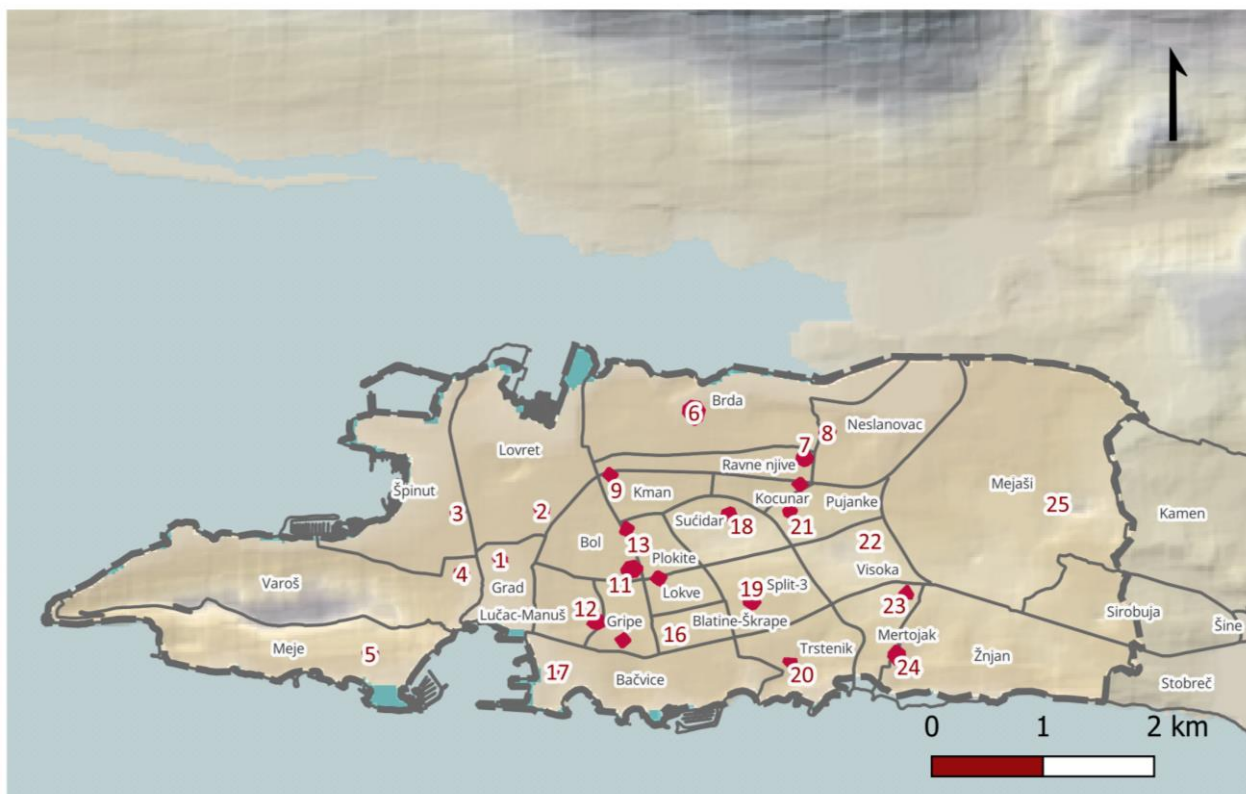 Brda
6
Neslanovac
8
7
Lovret
Ravne njive
Mejaši
Špinut
9
Kman
Kocunar
Pujanke
25
3
2
Sućidar
18
21
Kamen
Bol
13
22
1
Plokite
4
Grad
11
Visoka
Varoš
Lokve
19
Split-3
23
12
Lučac-Manuš
Gripe
Blatine-Škrape
Sirobuja
Šine
16
Mertojak
Meje
5
Trstenik
Žnjan
24
17
Bačvice
20
Stobreč
0 1 2 km